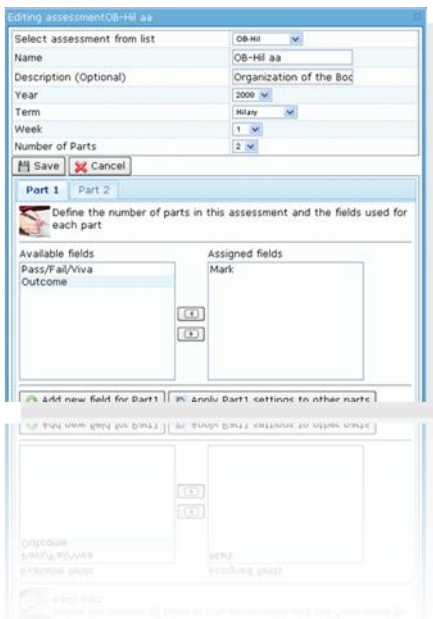 Editing assessmentOB-Hil aa
Select assessment from list OB-Hil
Name OB-Hil aa
Description (Optional) Organization of the Boc
Year 2008
Term Hilary
Week 1
Number of Parts 2
Save Cancel
Part 1 Part 2
Define the number of parts in this assessment and the fields used for
each part
Available fields Assigned fields
Pass/Fail/Viva Mark
Outcome
Add new field for Part1 Apply Part1 settings to other parts